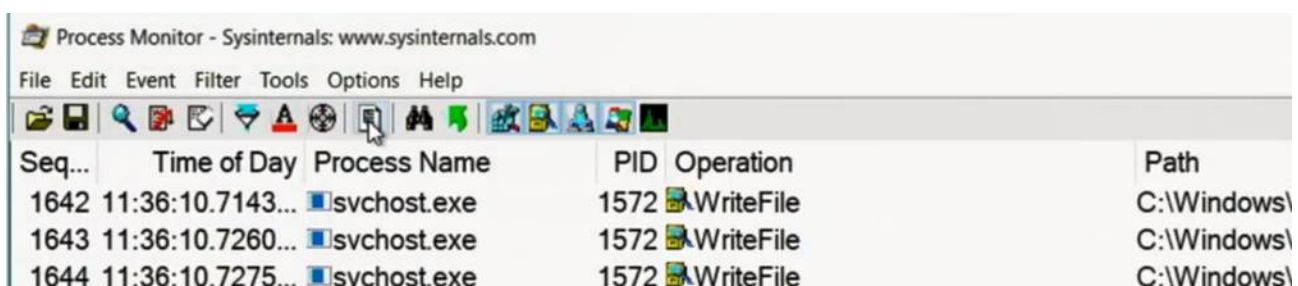 Process Monitor - Sysinternals: www.sysinternals.com
File Edit Event Filter Tools Options Help
Seq... Time of Day Process Name PID Operation Path
1642 11:36:10.7143... svchost.exe 1572 WriteFile C:\Windows\
1643 11:36:10.7260... svchost.exe 1572 WriteFile C:\Windows\
1644 11:36:10.7275... svchost.exe 1572 WriteFile C:\Windows\